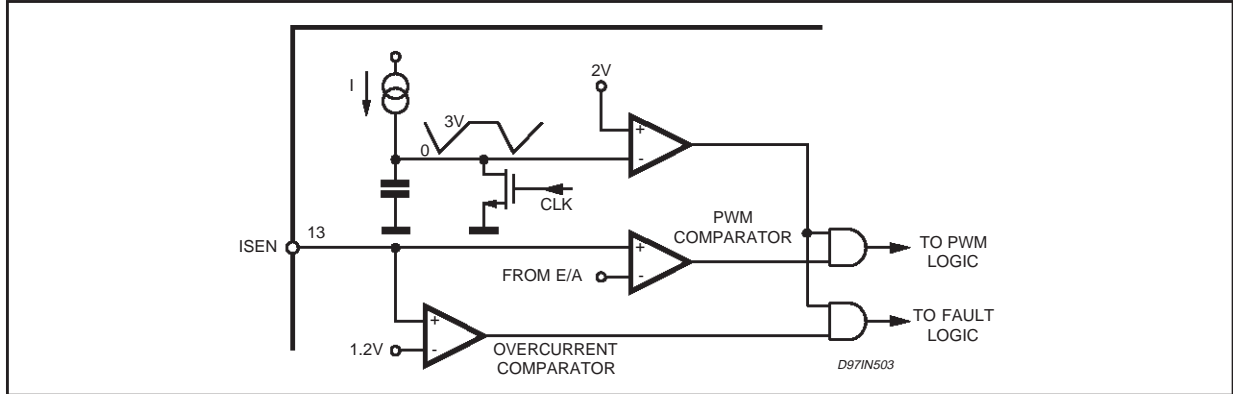 I
2V
3V
0
+
-
CLK
13
ISEN
PWM
COMPARATOR
+
-
FROM E/A
TO PWM
LOGIC
+
-
1.2V
OVERCURRENT
COMPARATOR
TO FAULT
LOGIC
D97IN503